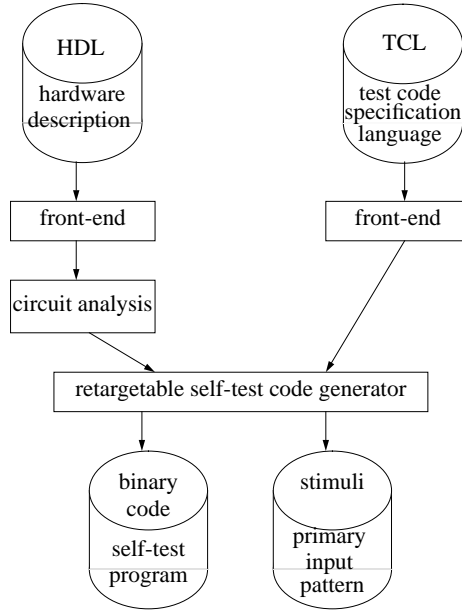 HDL
hardware
description
TCL
test code
specification
language
front-end
front-end
circuit analysis
retargetable self-test code generator
binary
code
self-test
program
stimuli
primary
input
pattern